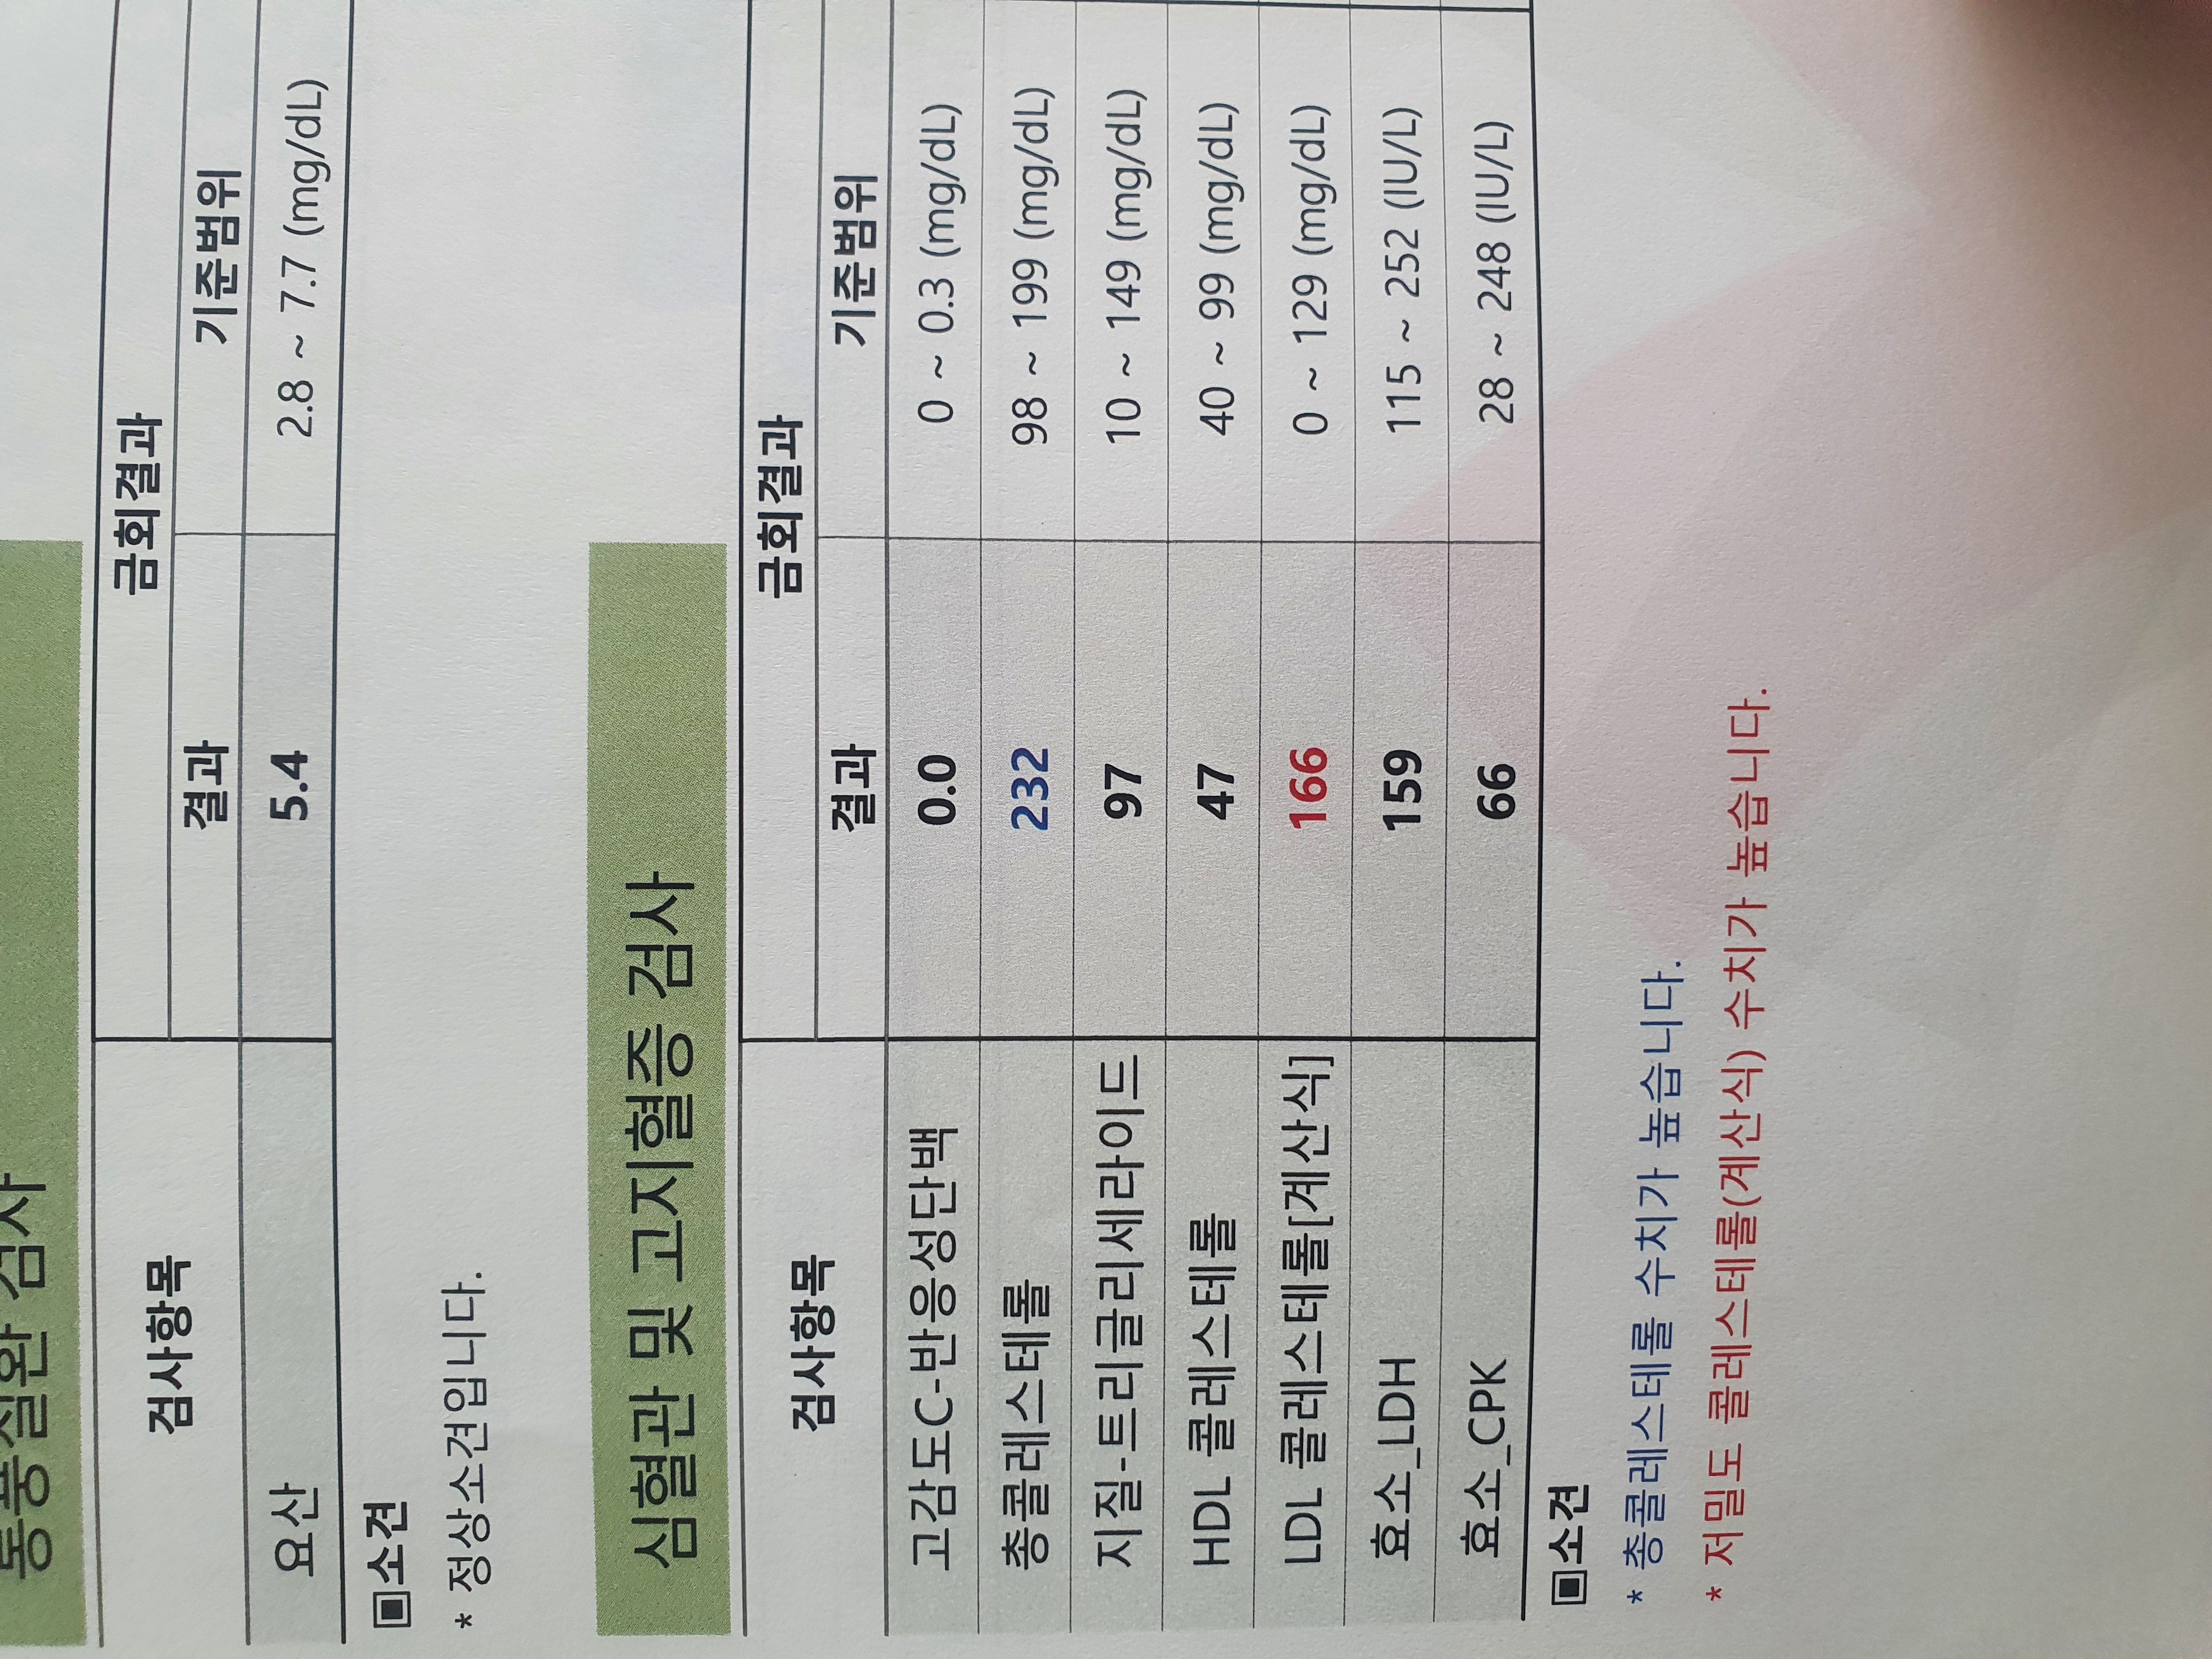 통풍질환 검사
검사항목 금회결과
결과 기준범위
요산 5.4 2.8 ~ 7.7 (mg/dL)
▣소견
* 정상소견입니다.
심혈관 및 고지혈증 검사
검사항목 금회결과
결과 기준범위
고감도C-반응성단백 0.0 0 ~ 0.3 (mg/dL)
총콜레스테롤 232 98 ~ 199 (mg/dL)
지질-트리글리세라이드 97 10 ~ 149 (mg/dL)
HDL 콜레스테롤 47 40 ~ 99 (mg/dL)
LDL 콜레스테롤[계산식] 166 0 ~ 129 (mg/dL)
효소_LDH 159 115 ~ 252 (IU/L)
효소_CPK 66 28 ~ 248 (IU/L)
▣소견
* 총콜레스테롤 수치가 높습니다.
* 저밀도 콜레스테롤(계산식) 수치가 높습니다.